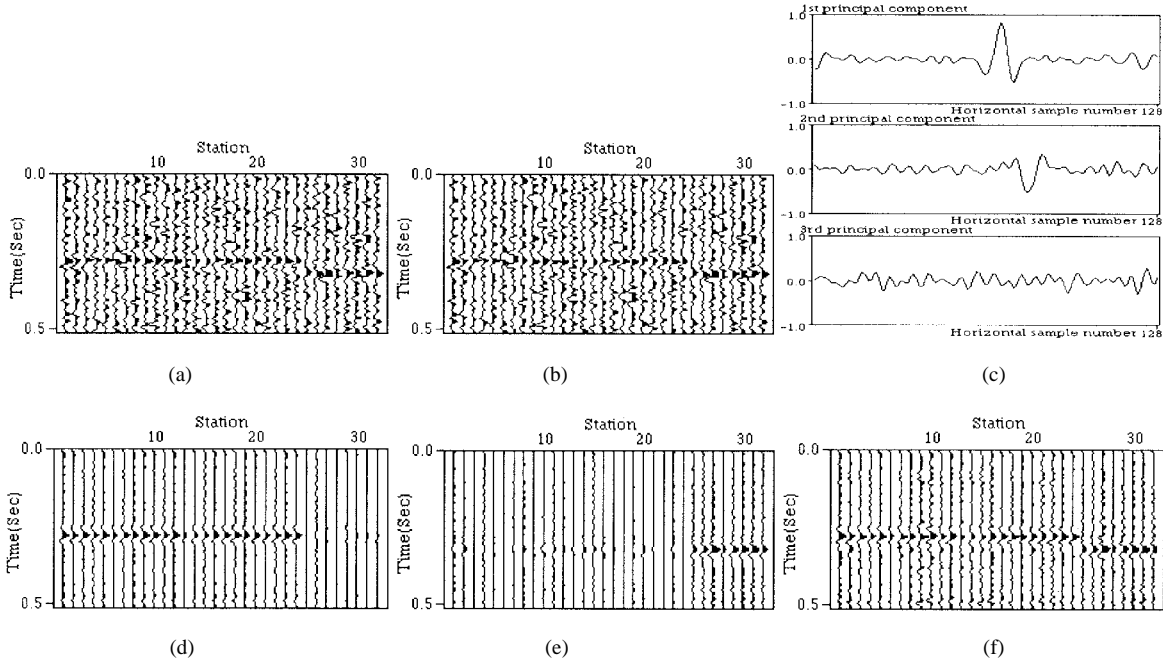 1st principal component
1.0
0.0
-1.0
Horizontal sample number 128
2nd principal component
1.0
0.0
-1.0
Horizontal sample number 128
3rd principal component
1.0
0.0
-1.0
Horizontal sample number 128
Station
10 20 30
0.0
Time(Sec)
0.5
Station
10 20 30
0.0
Time(Sec)
0.5
(a)
(b)
(c)
Station
10 20 30
0.0
Time(Sec)
0.5
Station
10 20 30
0.0
Time(Sec)
0.5
Station
10 20 30
0.0
Time(Sec)
0.5
(d)
(e)
(f)